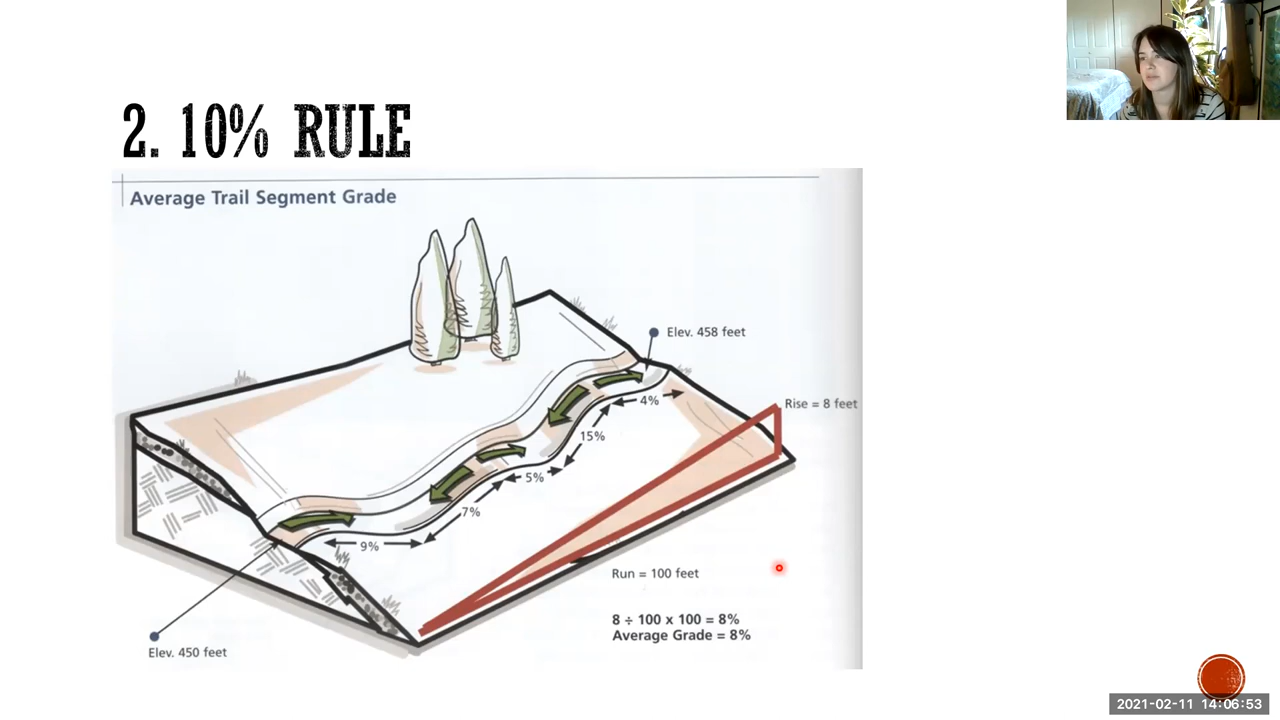 2. 10% RULE
Average Trail Segment Grade
Elev. 458 feet
4%
Rise = 8 feet
15%
5%
7%
9%
Run = 100 feet
8 ÷ 100 x 100 = 8%
Average Grade = 8%
Elev. 450 feet
2021-02-11 14:06:53